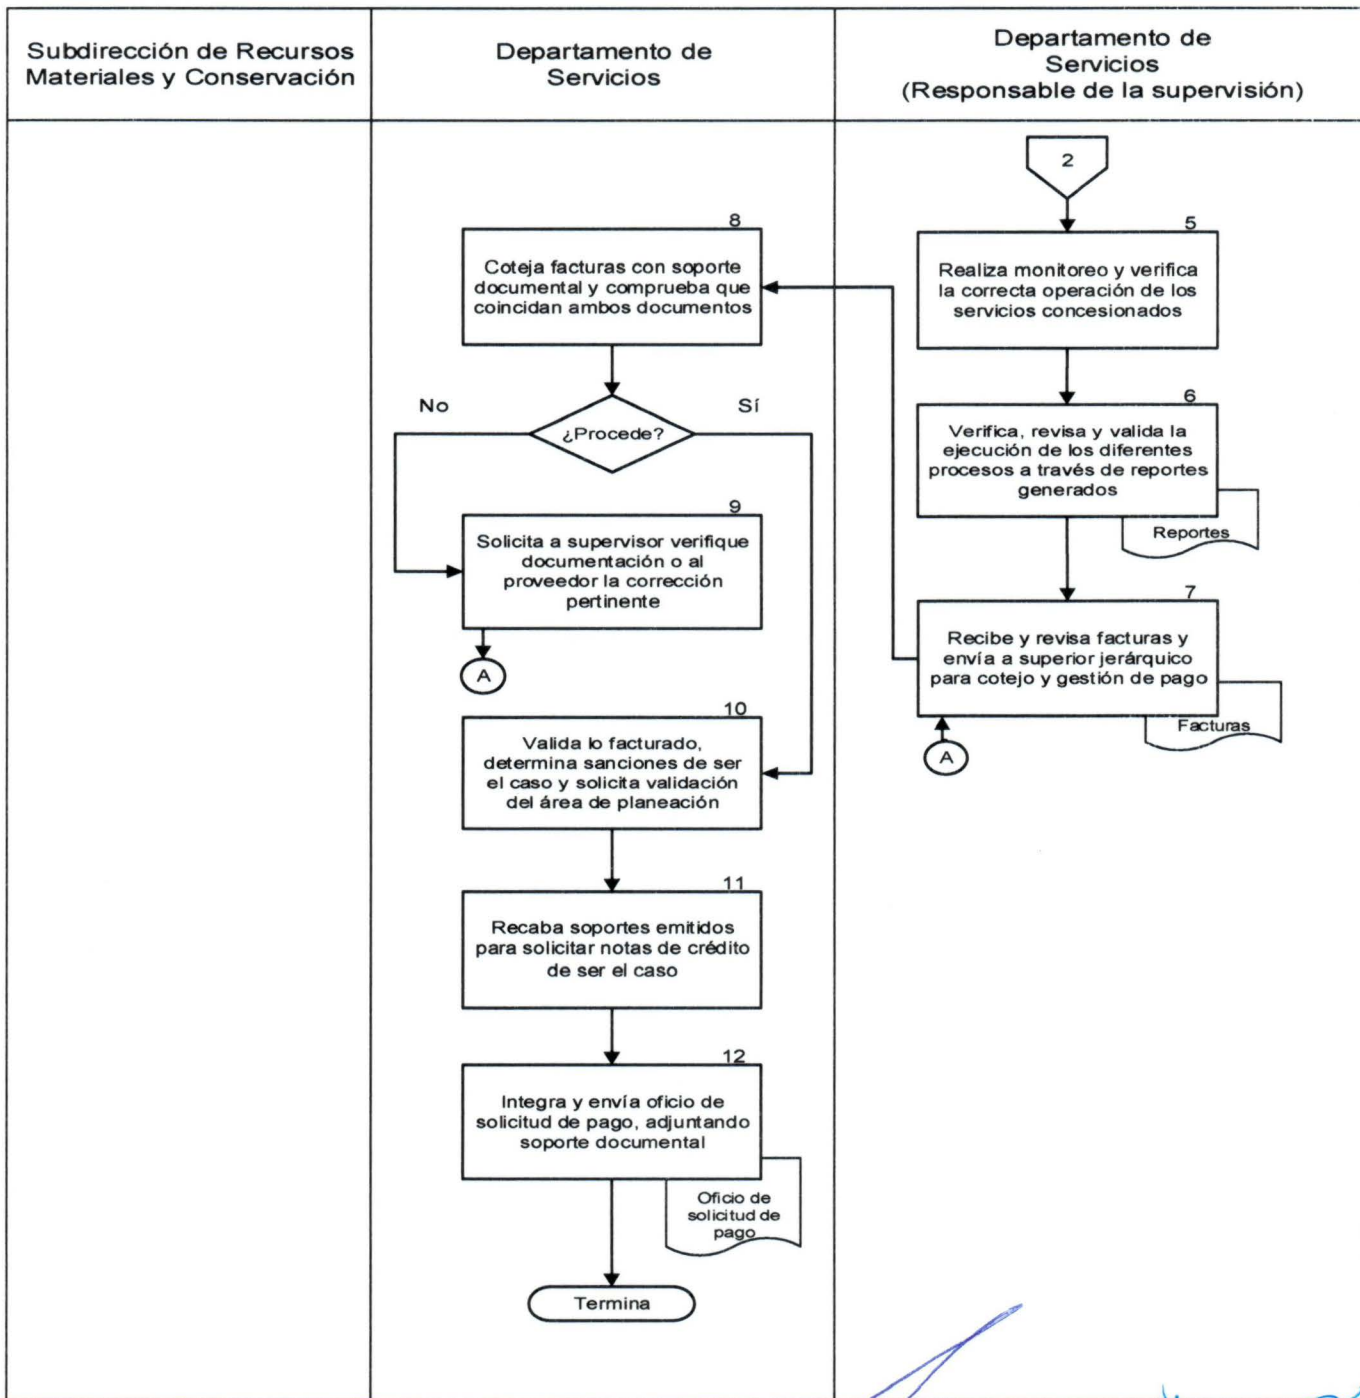 Subdirección de Recursos
Materiales y Conservación
Departamento de
Servicios
Departamento de
Servicios
(Responsable de la supervisión)
2
5
Realiza monitoreo y verifica
la correcta operación de los
servicios concesionados
6
Verifica, revisa y valida la
ejecución de los diferentes
procesos a través de reportes
generados
Reportes
7
Recibe y revisa facturas y
envía a superior jerárquico
para cotejo y gestión de pago
Facturas
A
8
Coteja facturas con soporte
documental y comprueba que
coincidan ambos documentos
No
Sí
¿Procede?
9
Solicita a supervisor verifique
documentación o al
proveedor la corrección
pertinente
A
10
Valida lo facturado,
determina sanciones de ser
el caso y solicita validación
del área de planeación
11
Recaba soportes emitidos
para solicitar notas de crédito
de ser el caso
12
Integra y envía oficio de
solicitud de pago, adjuntando
soporte documental
Oficio de
solicitud de
pago
Termina